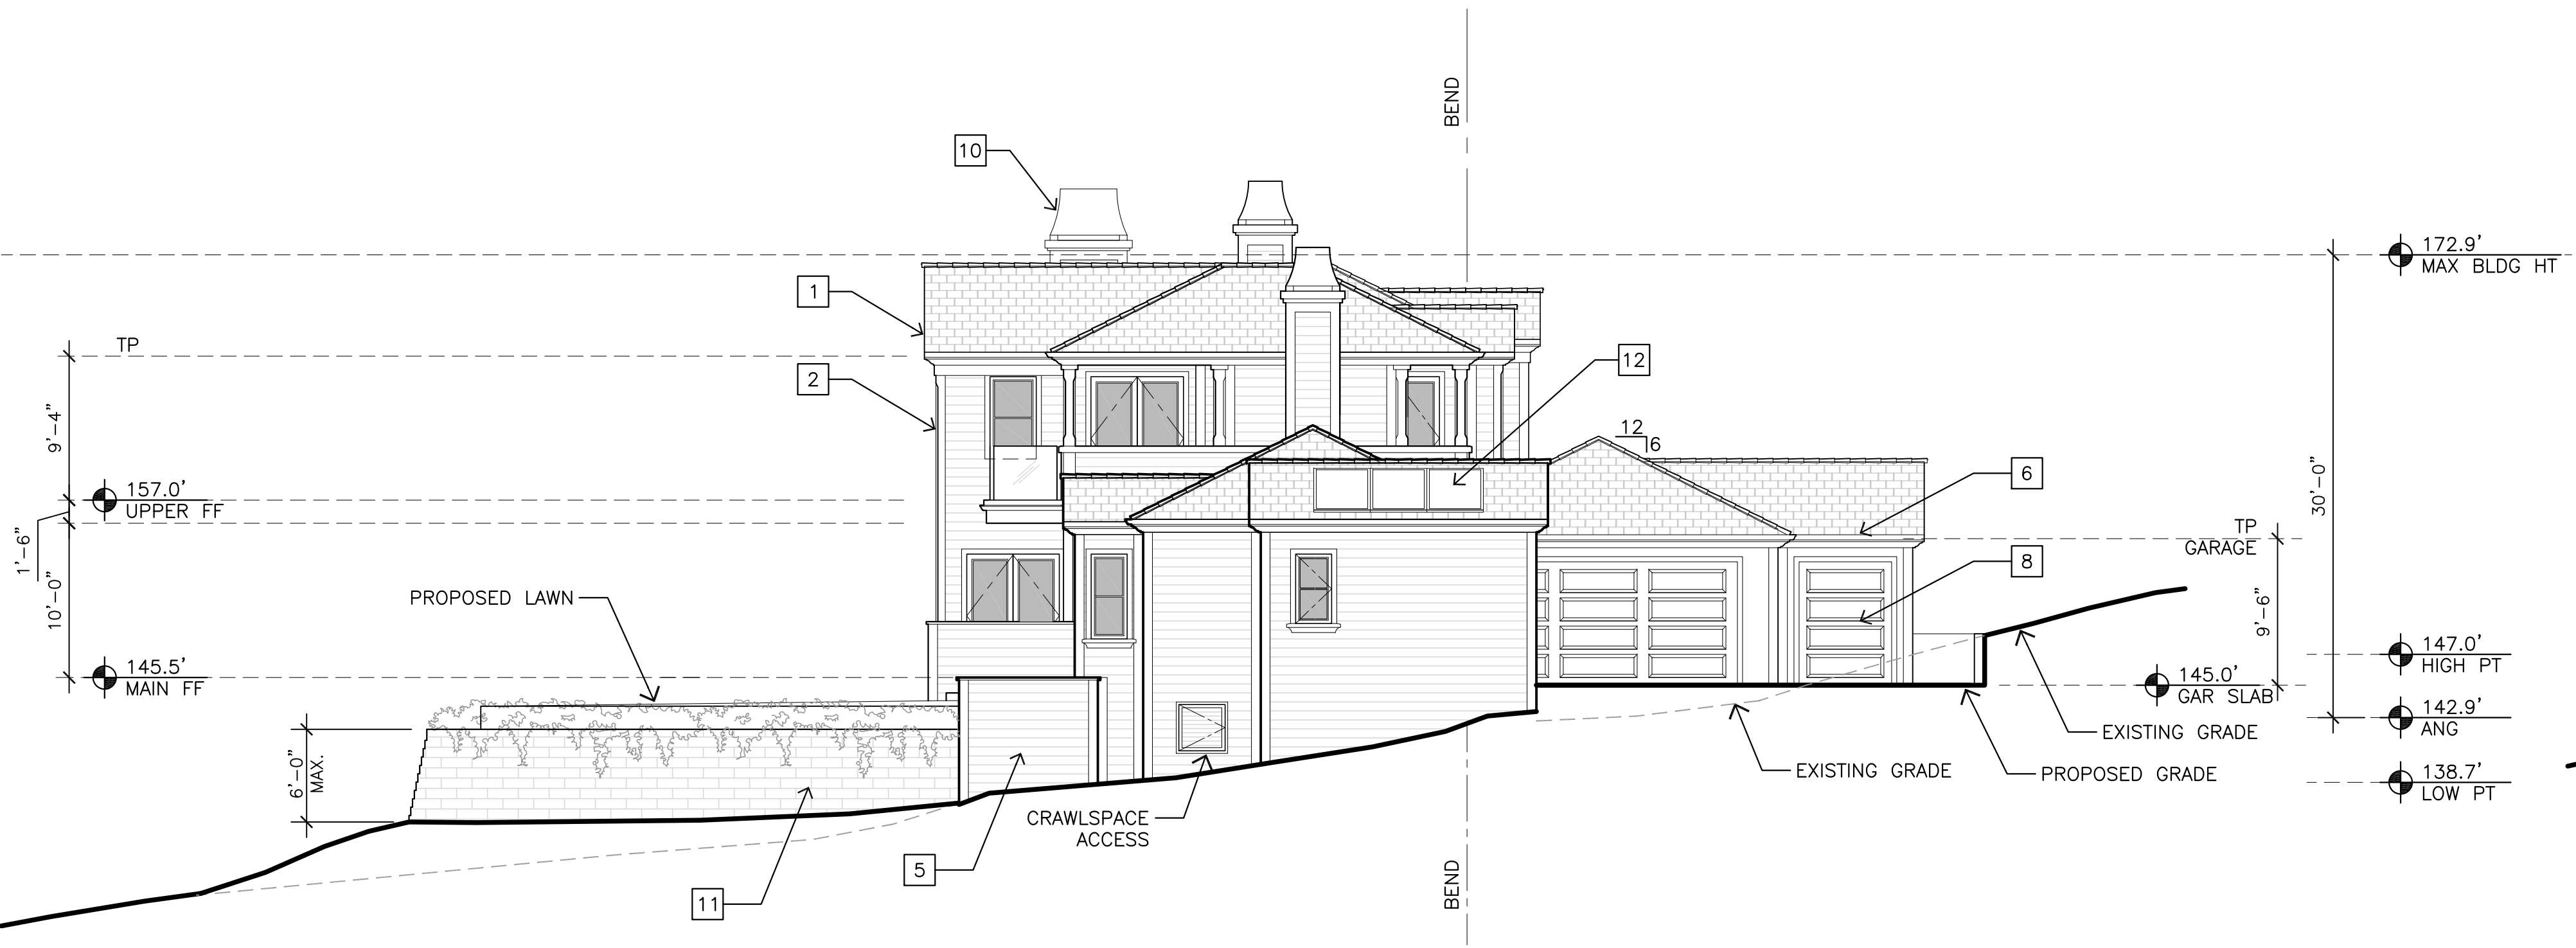 BEND
10
172.9'
MAX BLDG HT
1
TP
2
12
9'-4"
12
6
6
157.0'
UPPER FF
1'-6"
30'-0"
TP
GARAGE
8
10'-0"
PROPOSED LAWN
9'-6"
145.5'
MAIN FF
147.0'
HIGH PT
145.0'
GAR SLAB
142.9'
ANG
EXISTING GRADE
6'-0"
MAX.
EXISTING GRADE
PROPOSED GRADE
138.7'
LOW PT
CRAWLSPACE
ACCESS
5
11
BEND